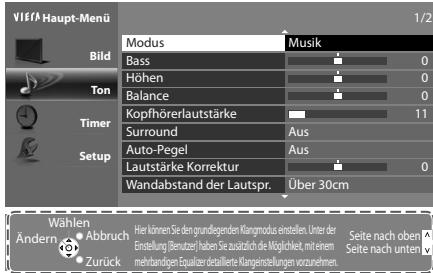 VIErA Haupt-Menü 1/2
Bild
Ton
Timer
Setup
Modus Musik
Bass 0
Höhen 0
Balance 0
Kopfhörerlautstärke 11
Surround Aus
Auto-Pegel Aus
Lautstärke Korrektur 0
Wandabstand der Lautspr. Über 30cm
Wählen
Ändern
Abbruch
Zurück
Hier können Sie den grundlegenden Klangmodus einstellen. Unter der
Einstellung [Benutzer] haben Sie zusätzlich die Möglichkeit, mit einem
mehrbandigen Equalizer detaillierte Klangeinstellungen vorzunehmen.
Seite nach oben
Seite nach unten